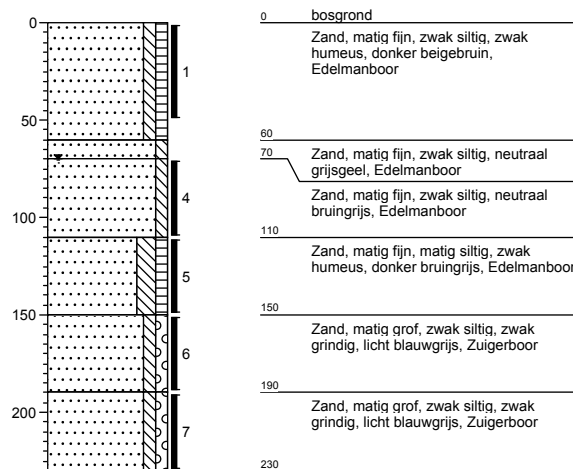 0
50
100
150
200
1
4
5
6
7
0 bosgrond
Zand, matig fijn, zwak siltig, zwak
humeus, donker beigebruin,
Edelmanboor
60
70
Zand, matig fijn, zwak siltig, neutraal
grijsgeel, Edelmanboor
Zand, matig fijn, zwak siltig, neutraal
bruingrijs, Edelmanboor
110
Zand, matig fijn, matig siltig, zwak
humeus, donker bruingrijs, Edelmanboor
150
Zand, matig grof, zwak siltig, zwak
grindig, licht blauwgrijs, Zuigerboor
190
Zand, matig grof, zwak siltig, zwak
grindig, licht blauwgrijs, Zuigerboor
230